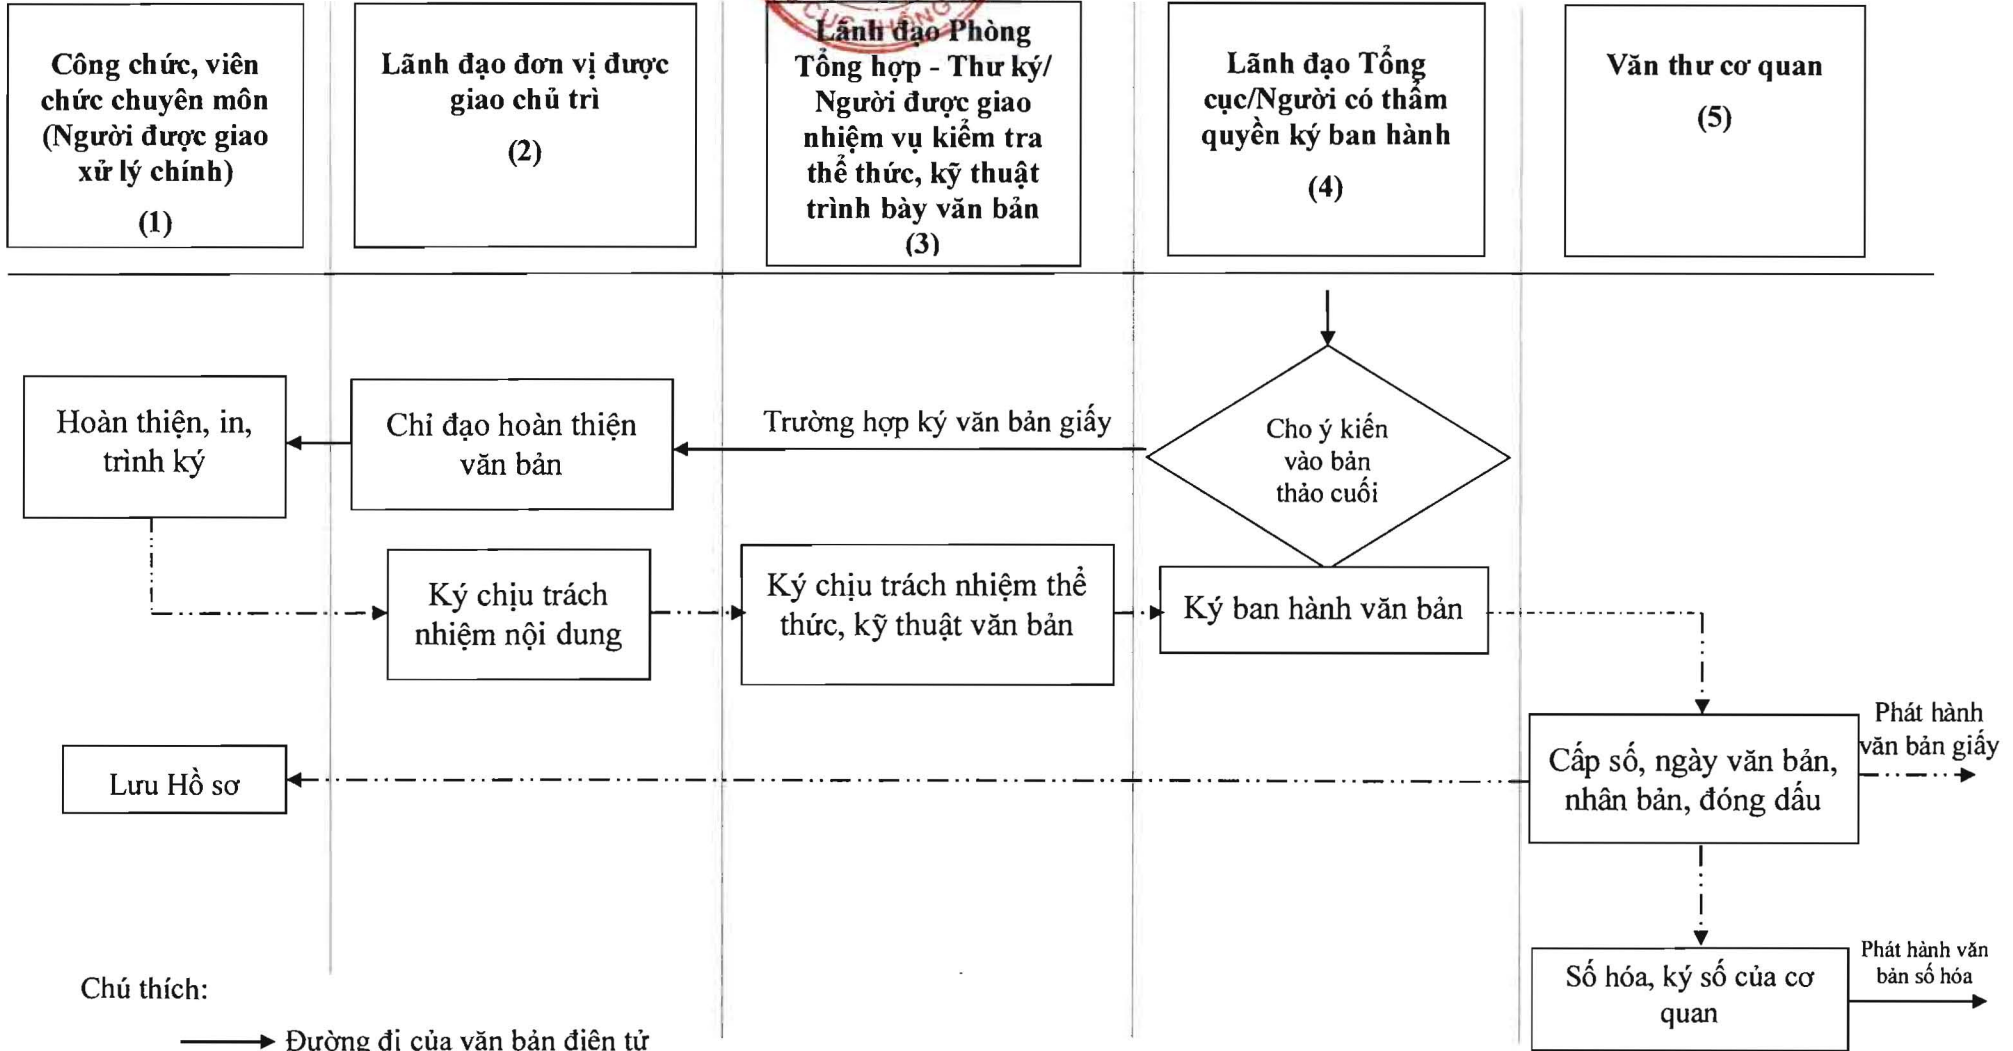 Công chức, viên
chức chuyên môn
(Người được giao
xử lý chính)
(1)
Lãnh đạo đơn vị được
giao chủ trì
(2)
CỤC THỐNG
Lãnh đạo Phòng
Tổng hợp - Thư ký/
Người được giao
nhiệm vụ kiểm tra
thể thức, kỹ thuật
trình bày văn bản
(3)
Lãnh đạo Tổng
cục/Người có thẩm
quyền ký ban hành
(4)
Văn thư cơ quan
(5)
Hoàn thiện, in,
trình ký
Chỉ đạo hoàn thiện
văn bản
Trường hợp ký văn bản giấy
Cho ý kiến
vào bản
thảo cuối
Ký chịu trách
nhiệm nội dung
Ký chịu trách nhiệm thể
thức, kỹ thuật văn bản
Ký ban hành văn bản
Lưu Hồ sơ
Cấp số, ngày văn bản,
nhân bản, đóng dấu
Phát hành
văn bản giấy
Số hóa, ký số của cơ
quan
Phát hành văn
bản số hóa
Chú thích:
Đường đi của văn bản điện tử